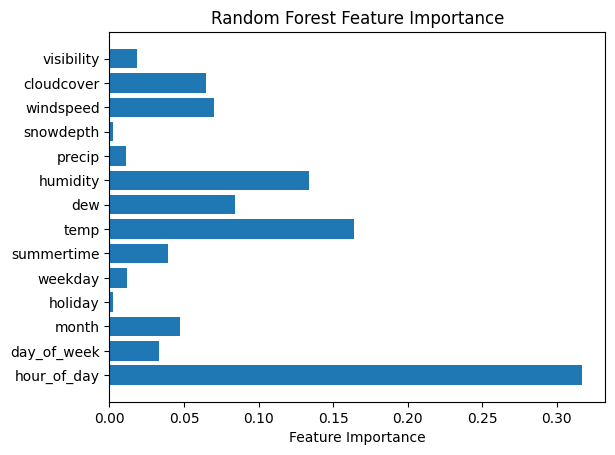 Random Forest Feature Importance
visibility
cloudcover
windspeed
snowdepth
precip
humidity
dew
temp
summertime
weekday
holiday
month
day_of_week
hour_of_day
0.00 0.05 0.10 0.15 0.20 0.25 0.30
Feature Importance